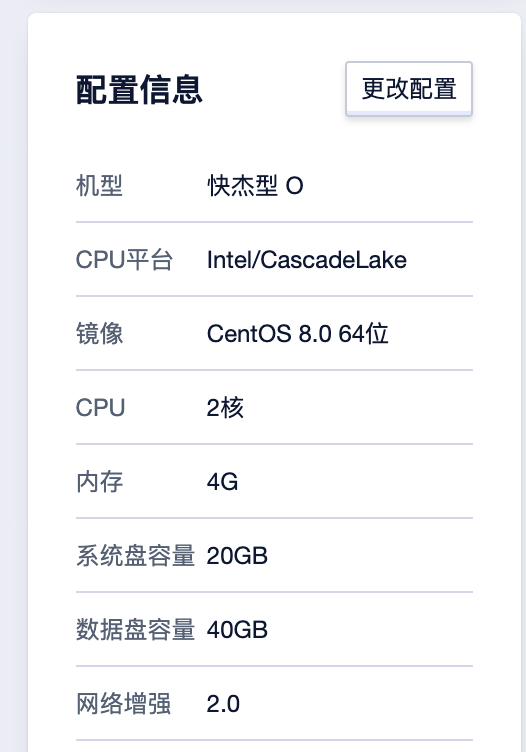 配置信息 更改配置
机型 快杰型 O
CPU平台 Intel/CascadeLake
镜像 CentOS 8.0 64位
CPU 2核
内存 4G
系统盘容量 20GB
数据盘容量 40GB
网络增强 2.0